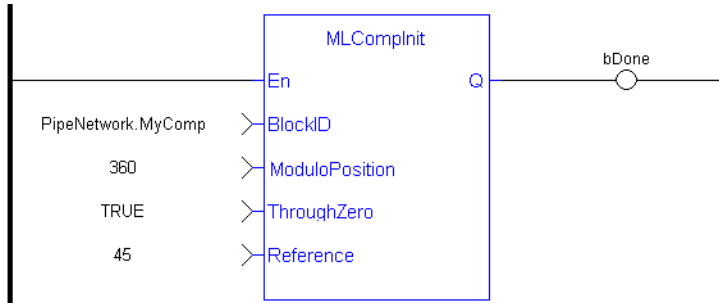 MLCompInit
bDone
En Q
PipeNetwork.MyComp BlockID
360 ModuloPosition
TRUE ThroughZero
45 Reference